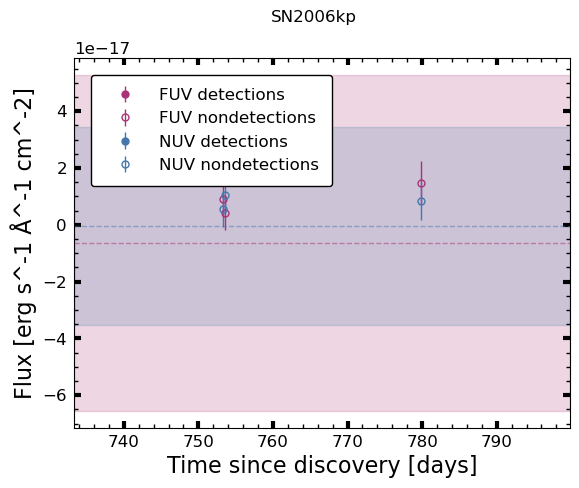 SN2006kp
1e−17
FUV detections
FUV nondetections
NUV detections
NUV nondetections
4
2
0
−2
−4
−6
Flux [erg s^-1 Å^-1 cm^-2]
740
750
760
770
780
790
Time since discovery [days]